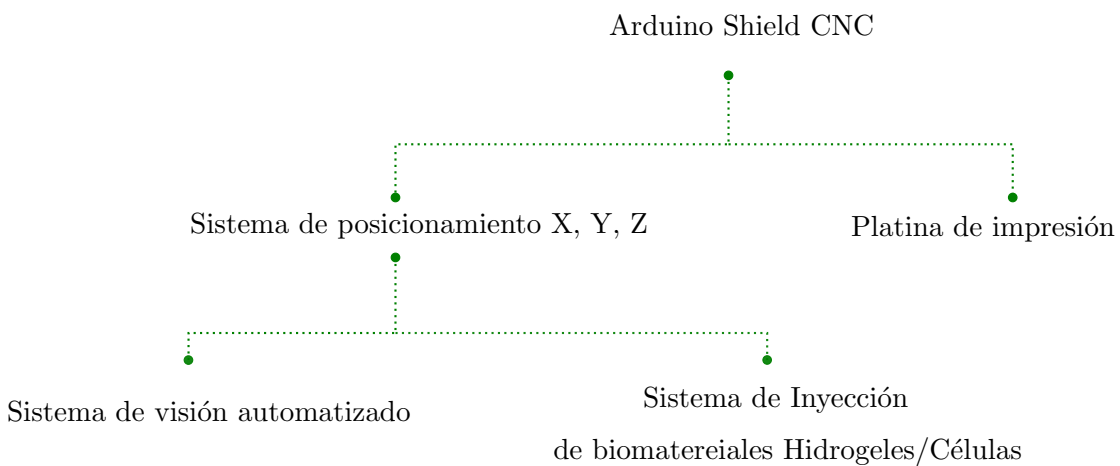 Arduino Shield CNC
Sistema de posicionamiento X, Y, Z
Platina de impresión
Sistema de visión automatizado
Sistema de Inyección
de biomatereiales Hidrogeles/Células